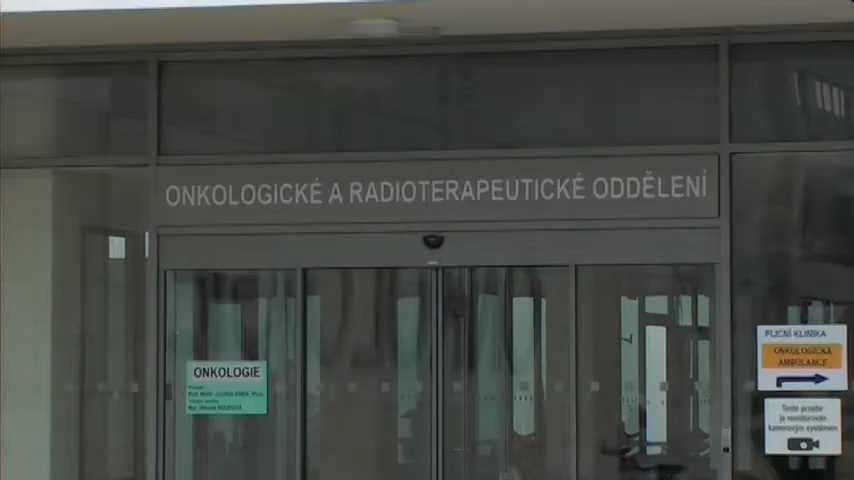 ONKOLOGICKÉ A RADIOTERAPEUTICKÉ ODDĚLENÍ
ONKOLOGIE
PLICNÍ KLINIKA
ONKOLOGICKÁ
AMBULANCE
Tento prostor
je monitorován
kamerovým systémem